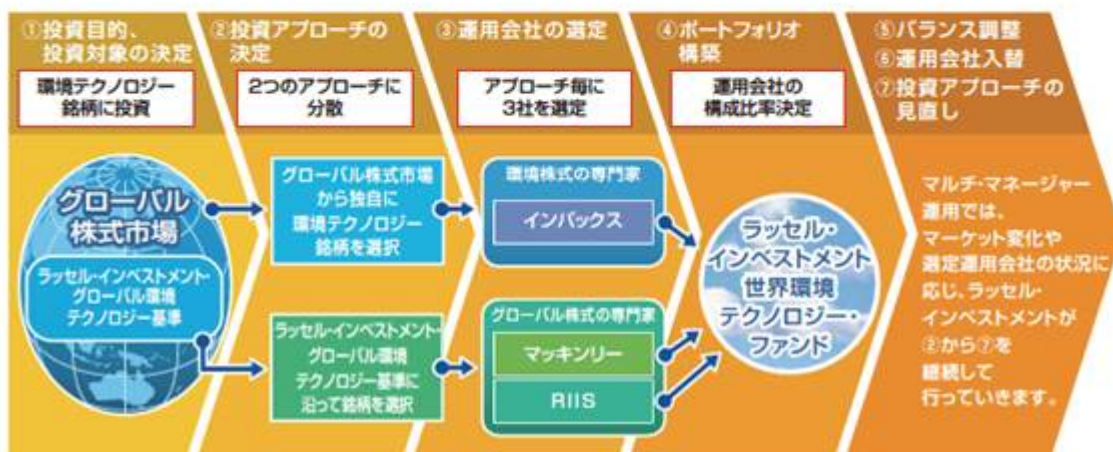 ①投資目的、
投資対象の決定
環境テクノロジー
銘柄に投資
②投資アプローチの
決定
2つのアプローチに
分散
③運用会社の選定
アプローチ毎に
3社を選定
④ポートフォリオ
構築
運用会社の
構成比率決定
⑤バランス調整
⑥運用会社入替
⑦投資アプローチの
見直し
グローバル
株式市場
ラッセル・インベストメント・
グローバル環境
テクノロジー基準
グローバル株式市場
から独自に
環境テクノロジー
銘柄を選択
ラッセル・インベストメント・
グローバル環境
テクノロジー基準に
沿って銘柄を選択
環境株式の専門家
インパックス
グローバル株式の専門家
マッキンリー
RIIS
ラッセル・
インベストメント
世界環境
テクノロジー・
ファンド
マルチ・マネージャー
運用では、
マーケット変化や
選定運用会社の状況に
応じ、ラッセル・
インベストメントが
②から⑦を
継続して
行っていきます。